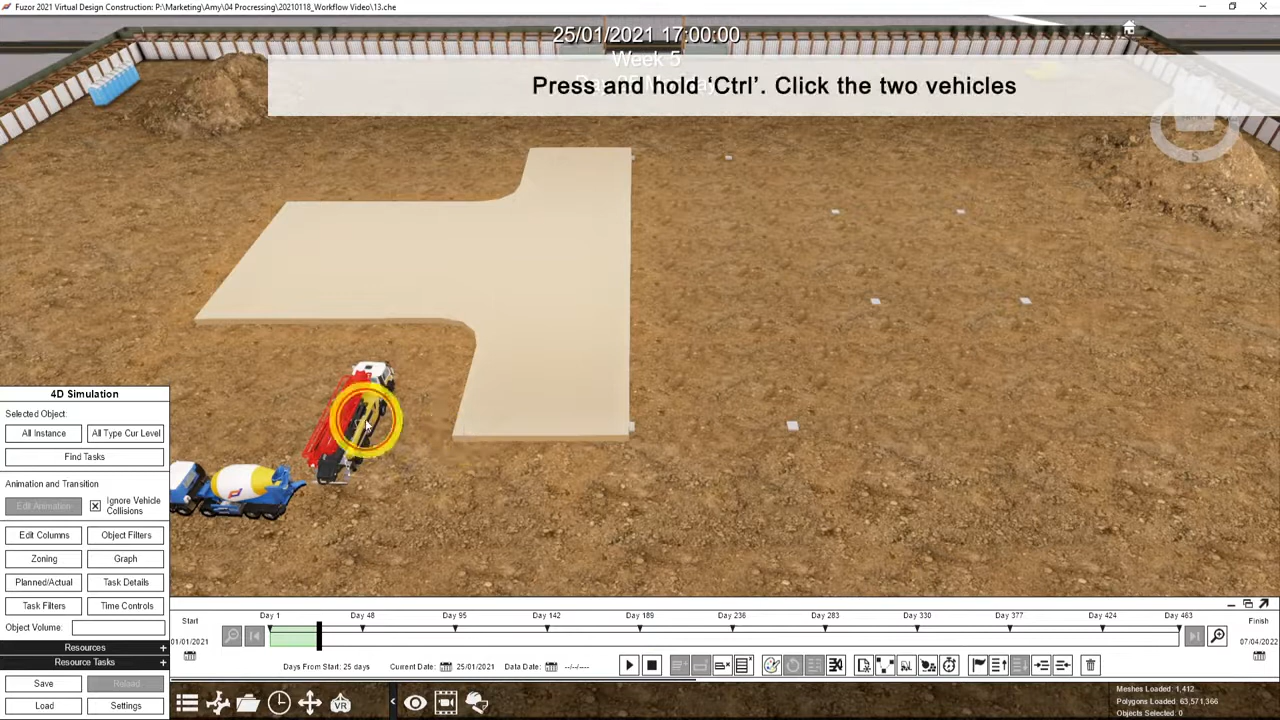 Fuzor 2021 Virtual Design Construction: P:\Marketing\Amy\04 Procressing\20210118_Workflow Video\13.che
25/01/2021 17:00:00
Week 5
Press and hold ‘Ctrl’. Click the two vehicles
S
4D Simulation
Selected Object:
All Instance
All Type Cur Level
Find Tasks
Animation and Transition
Edit Animation
Ignore Vehicle
Collisions
Edit Columns
Object Filters
Zoning
Graph
Planned/Actual
Task Details
Task Filters
Time Controls
Object Volume:
Resources +
Resource Tasks +
Save
Reload
Load
Settings
Start
01/01/2021
Day 1
Day 48
Day 95
Day 142
Day 189
Day 236
Day 283
Day 330
Day 377
Day 424
Day 463
Finish
07/04/2022
Days From Start: 25 days
Current Date: 25/01/2021
Data Date: --/--/----
VR
Meshes Loaded: 1,412
Polygons Loaded: 63,571,366
Objects Selected: 0